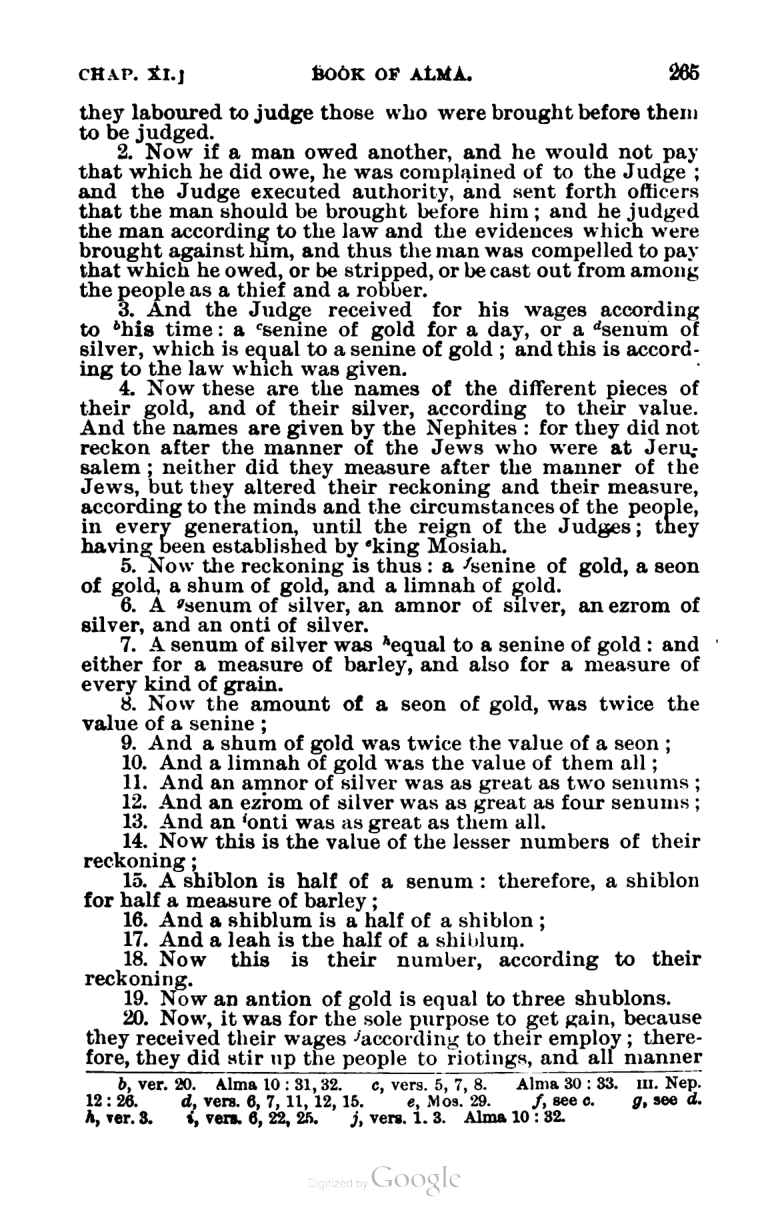 CHAP. XI.] BOOK OF ALMA. 265
they laboured to judge those who were brought before them
to be judged.
2. Now if a man owed another, and he would not pay
that which he did owe, he was complained of to the Judge ;
and the Judge executed authority, and sent forth officers
that the man should be brought before him ; and he judged
the man according to the law and the evidences which were
brought against him, and thus the man was compelled to pay
that which he owed, or be stripped, or be cast out from among
the people as a thief and a robber.
3. And the Judge received for his wages according
to ᵇhis time : a ᶜsenine of gold for a day, or a ᵈsenum of
silver, which is equal to a senine of gold ; and this is accord-
ing to the law which was given.
4. Now these are the names of the different pieces of
their gold, and of their silver, according to their value.
And the names are given by the Nephites : for they did not
reckon after the manner of the Jews who were at Jeru-
salem ; neither did they measure after the manner of the
Jews, but they altered their reckoning and their measure,
according to the minds and the circumstances of the people,
in every generation, until the reign of the Judges ; they
having been established by ᵉking Mosiah.
5. Now the reckoning is thus : a ᶠsenine of gold, a seon
of gold, a shum of gold, and a limnah of gold.
6. A ᵍsenum of silver, an amnor of silver, an ezrom of
silver, and an onti of silver.
7. A senum of silver was ʰequal to a senine of gold : and
either for a measure of barley, and also for a measure of
every kind of grain.
8. Now the amount of a seon of gold, was twice the
value of a senine ;
9. And a shum of gold was twice the value of a seon ;
10. And a limnah of gold was the value of them all ;
11. And an amnor of silver was as great as two senums ;
12. And an ezrom of silver was as great as four senums ;
13. And an ⁱonti was as great as them all.
14. Now this is the value of the lesser numbers of their
reckoning ;
15. A shiblon is half of a senum : therefore, a shiblon
for half a measure of barley ;
16. And a shiblum is a half of a shiblon ;
17. And a leah is the half of a shiblum.
18. Now this is their number, according to their
reckoning.
19. Now an antion of gold is equal to three shublons.
20. Now, it was for the sole purpose to get gain, because
they received their wages ʲaccording to their employ ; there-
fore, they did stir up the people to riotings, and all manner
b, ver. 20. Alma 10 : 31, 32. c, vers. 5, 7, 8. Alma 30 : 33. III. Nep.
12 : 26. d, vers. 6, 7, 11, 12, 15. e, Mos. 29. f, see c. g, see d.
h, ver. 3. i, vers. 6, 22, 25. j, vers. 1. 3. Alma 10 : 32.
Digitized by Google